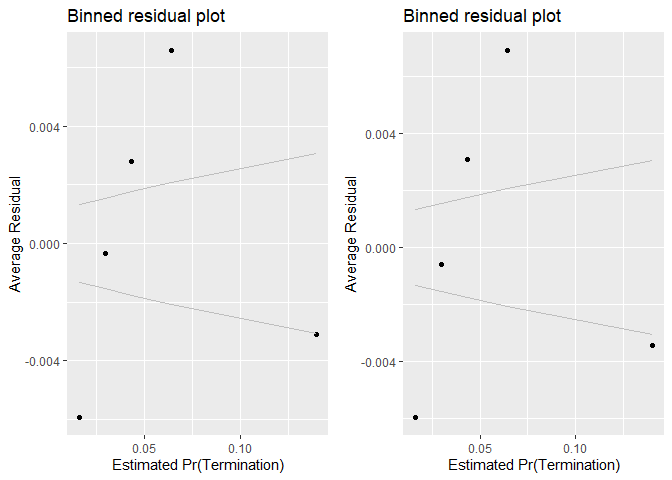 Binned residual plot
Average Residual
0.004
0.000
-0.004
0.05 0.10
Estimated Pr(Termination)
Binned residual plot
Average Residual
0.004
0.000
-0.004
0.05 0.10
Estimated Pr(Termination)